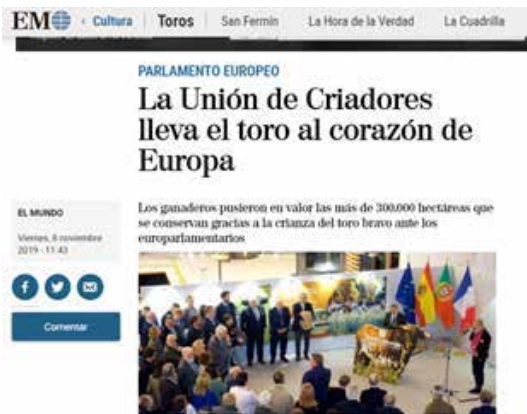 EM ‹ Cultura Toros San Fermín La Hora de la Verdad La Cuadrilla
PARLAMENTO EUROPEO
La Unión de Criadores
lleva el toro al corazón de
Europa
EL MUNDO
Viernes, 8 noviembre
2019 - 11:43
Los ganaderos pusieron en valor las más de 300.000 hectáreas que
se conservan gracias a la crianza del toro bravo ante los
europarlamentarios
Comentar